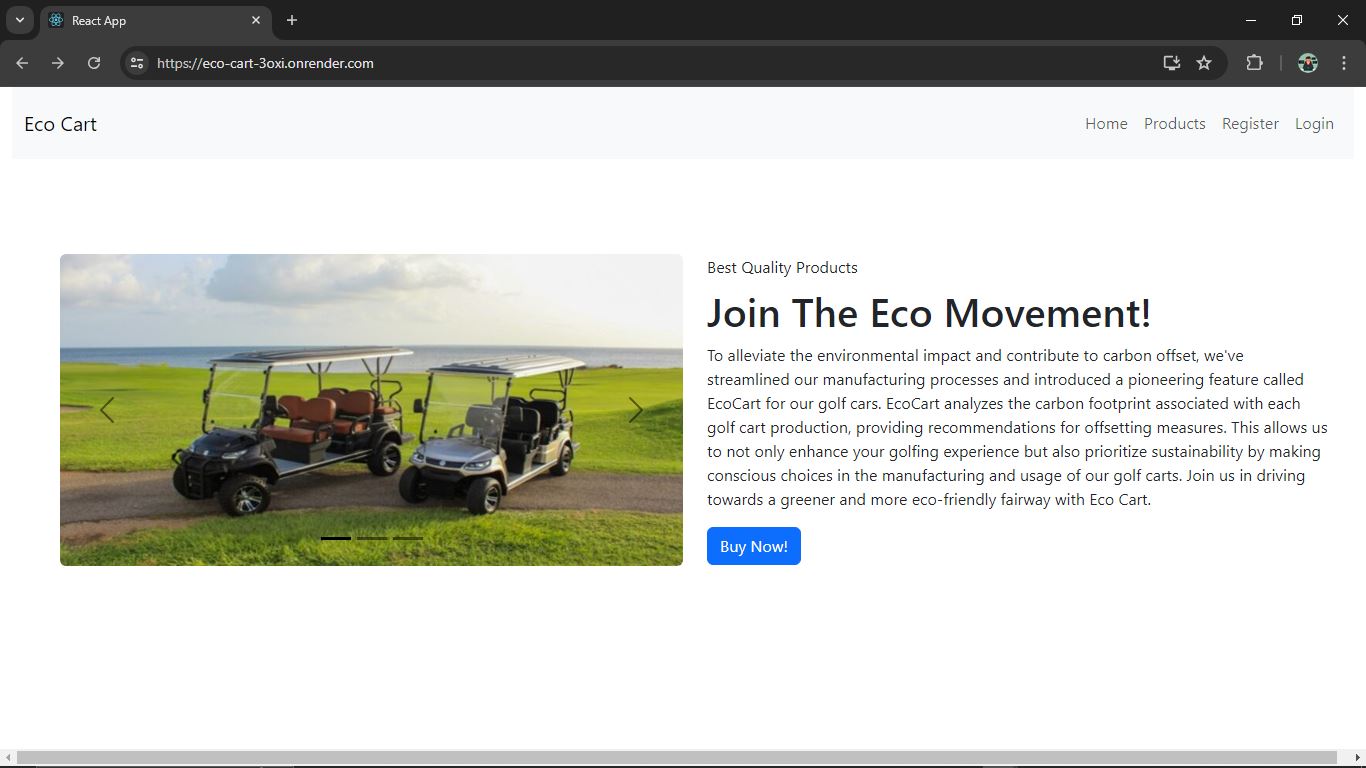 React App
https://eco-cart-3oxi.onrender.com
Eco Cart
Home Products Register Login
Best Quality Products
Join The Eco Movement!
To alleviate the environmental impact and contribute to carbon offset, we've
streamlined our manufacturing processes and introduced a pioneering feature called
EcoCart for our golf cars. EcoCart analyzes the carbon footprint associated with each
golf cart production, providing recommendations for offsetting measures. This allows us
to not only enhance your golfing experience but also prioritize sustainability by making
conscious choices in the manufacturing and usage of our golf carts. Join us in driving
towards a greener and more eco-friendly fairway with Eco Cart.
Buy Now!